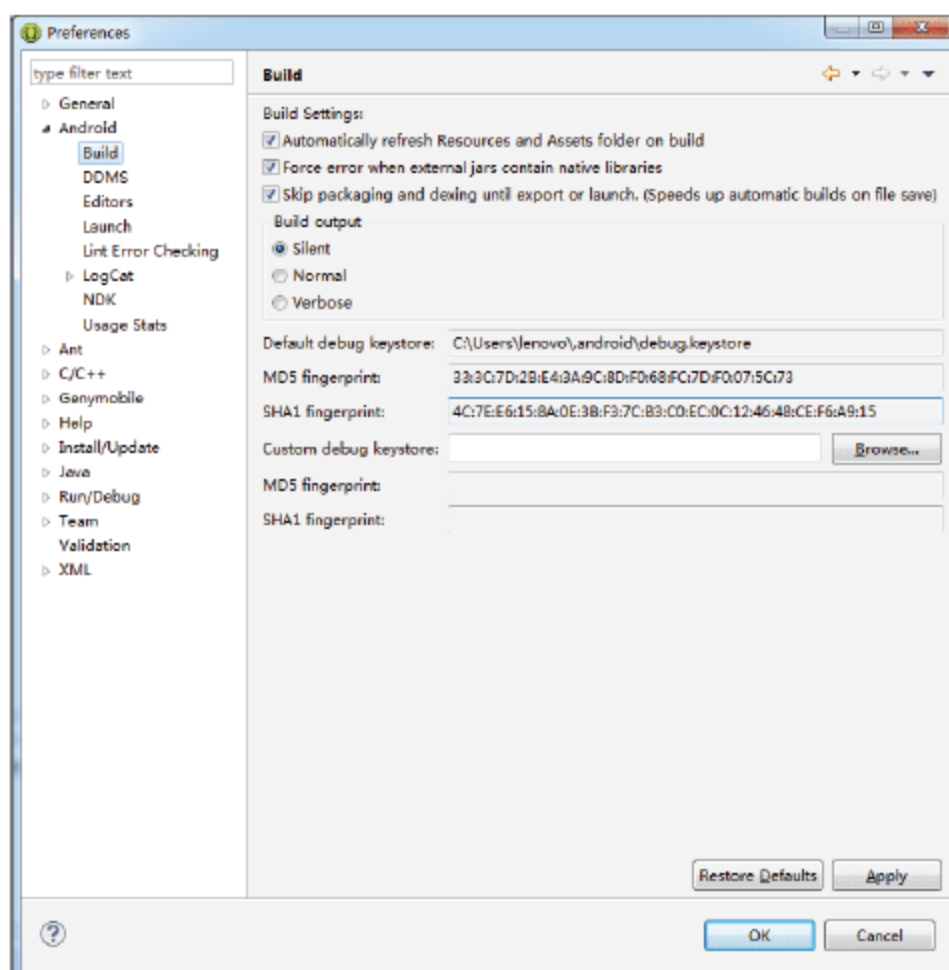 Preferences
type filter text
General
Android
Build
DDMS
Editors
Launch
Lint Error Checking
LogCat
NDK
Usage Stats
Ant
C/C++
Genymobile
Help
Install/Update
Java
Run/Debug
Team
Validation
XML
Build
Build Settings:
Automatically refresh Resources and Assets folder on build
Force error when external jars contain native libraries
Skip packaging and dexing until export or launch. (Speeds up automatic builds on file save)
Build output
Silent
Normal
Verbose
Default debug keystore: C:\Users\lenovo\.android\debug.keystore
MD5 fingerprint: 33:3C:7D:2B:E4:3A:9C:8D:F0:68:FC:7D:F0:07:5C:73
SHA1 fingerprint: 4C:7E:E6:15:8A:0E:3B:F3:7C:B3:C0:EC:0C:12:46:48:CE:F6:A9:15
Custom debug keystore: Browse...
MD5 fingerprint:
SHA1 fingerprint:
Restore Defaults Apply
OK Cancel